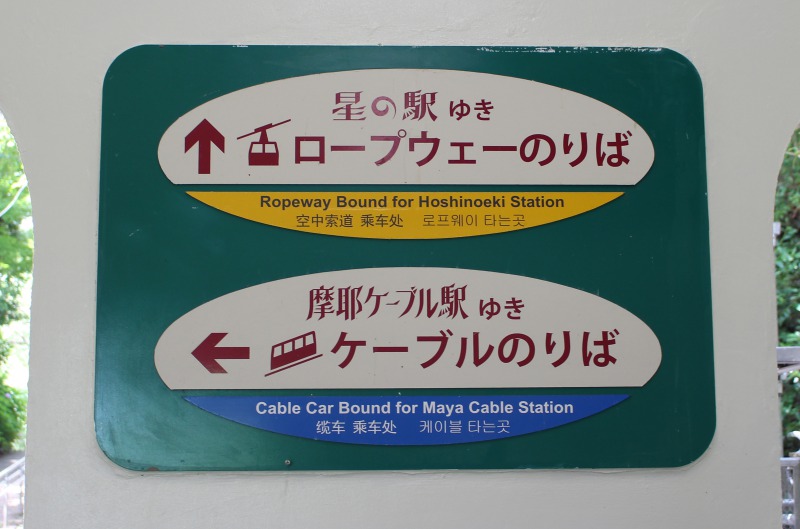 星の駅 ゆき
ロープウェーのりば
Ropeway Bound for Hoshinoeki Station
空中索道 乘车处 로프웨이 타는곳
摩耶ケーブル駅 ゆき
ケーブルのりば
Cable Car Bound for Maya Cable Station
缆车 乘车处 케이블 타는곳